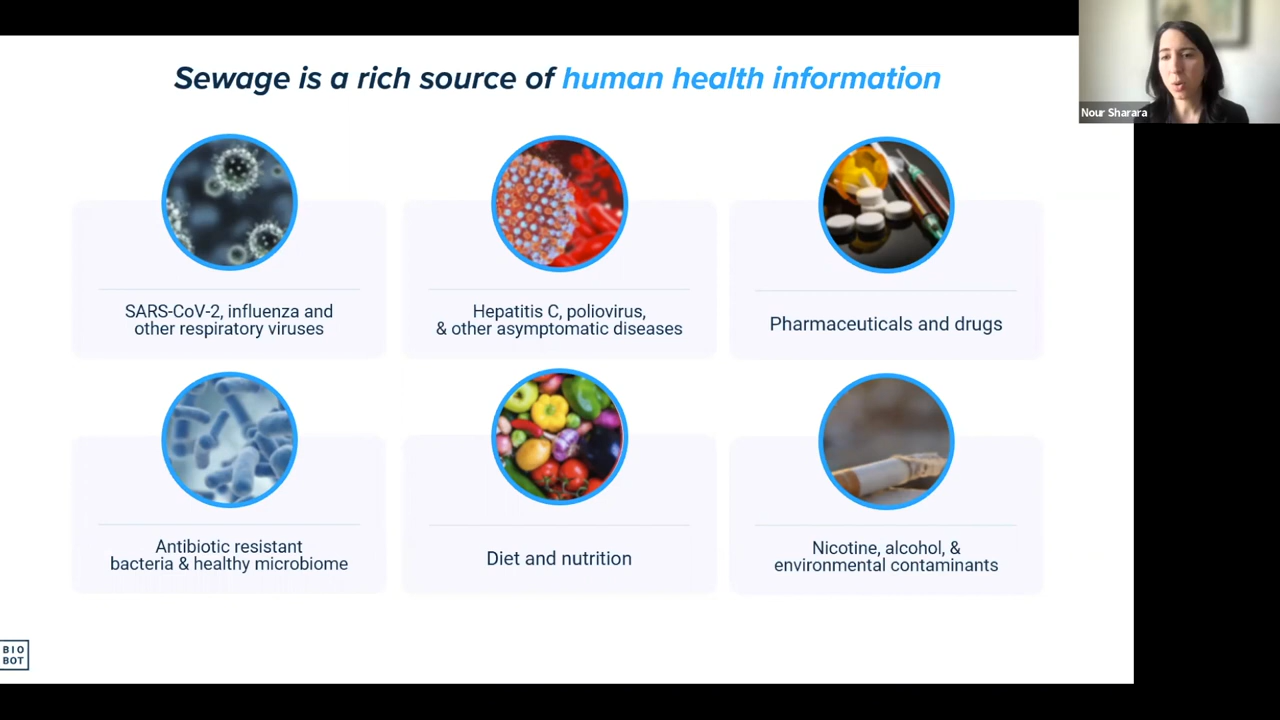 Sewage is a rich source of human health information
Nour Sharara
SARS-CoV-2, influenza and
other respiratory viruses
Hepatitis C, poliovirus,
& other asymptomatic diseases
Pharmaceuticals and drugs
Antibiotic resistant
bacteria & healthy microbiome
Diet and nutrition
Nicotine, alcohol, &
environmental contaminants
BIO
BOT